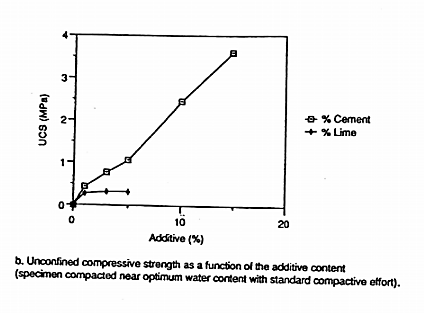 4
3
2
1
0
UCS (MPa)
0
10
20
Additive (%)
% Cement
% Lime
b. Unconfined compressive strength as a function of the additive content
(specimen compacted near optimum water content with standard compactive effort).